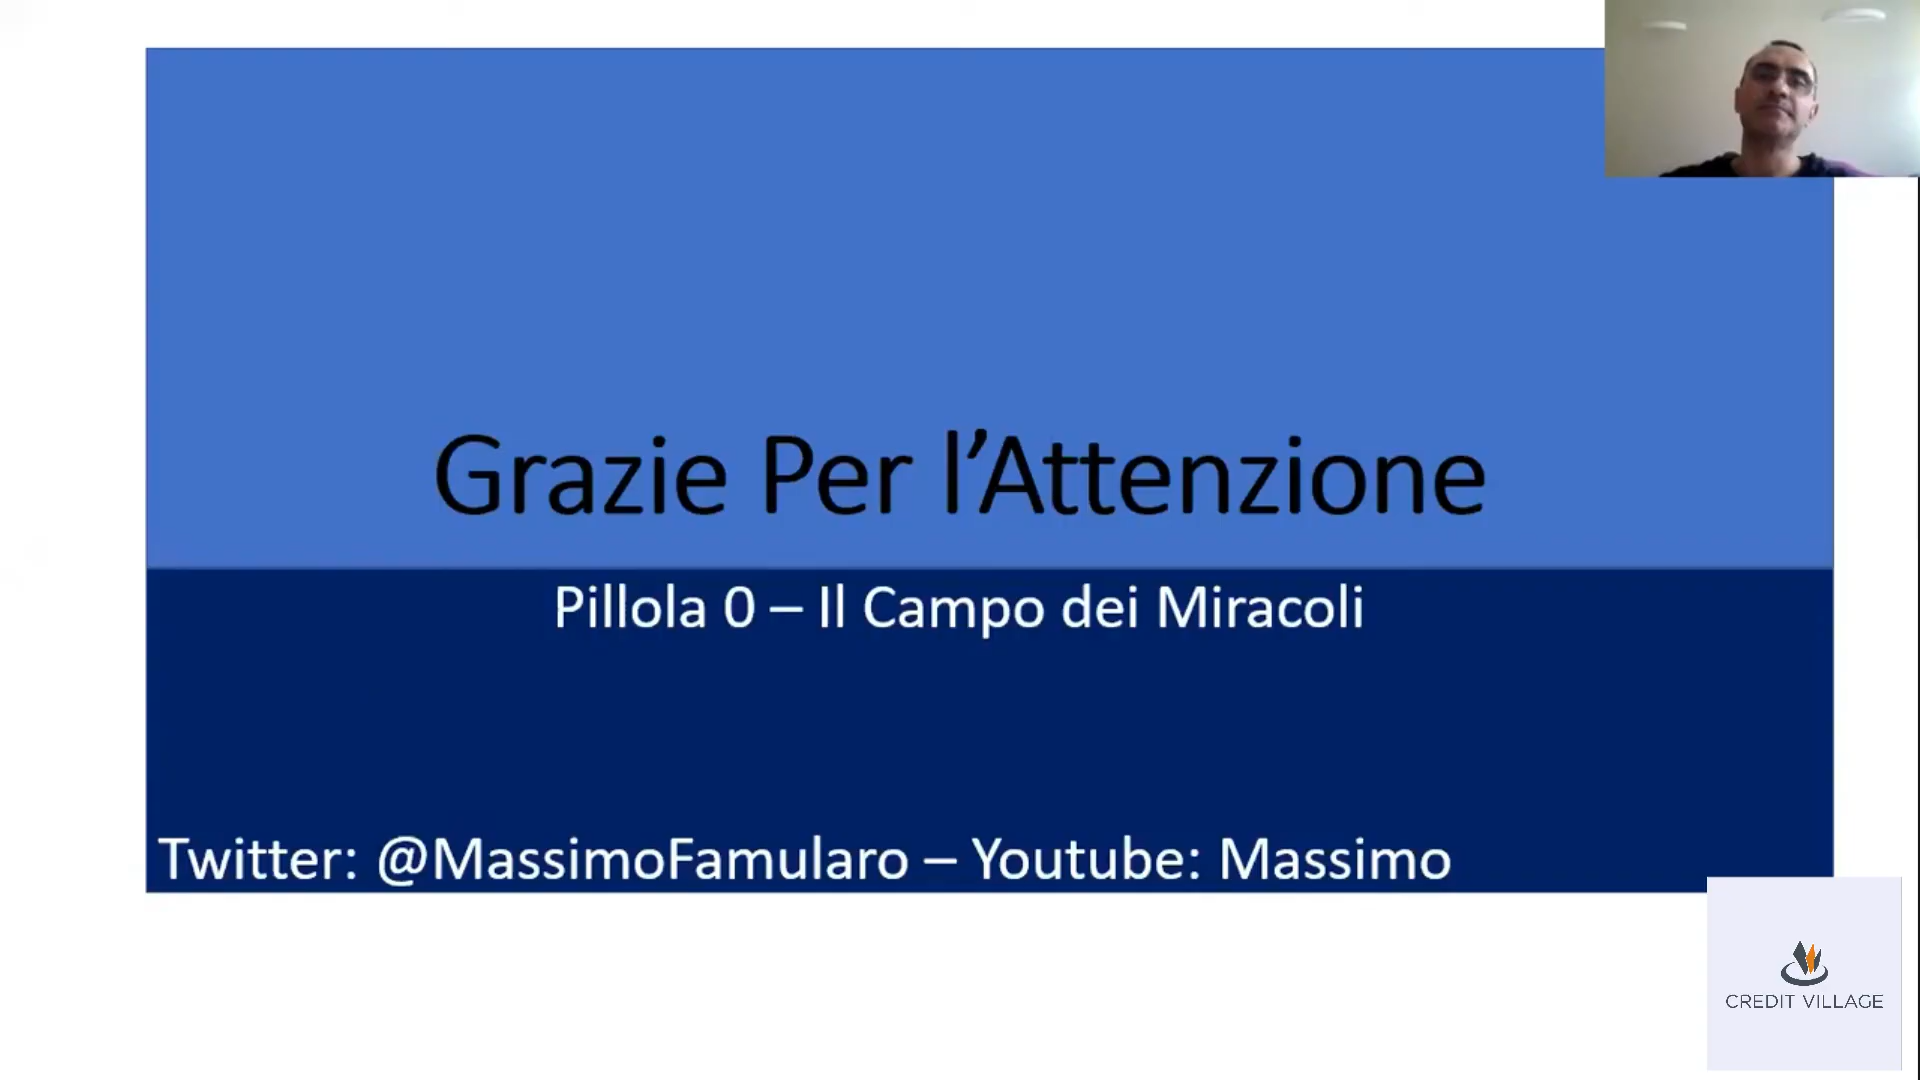 Grazie Per l’Attenzione
Pillola 0 – Il Campo dei Miracoli
Twitter: @MassimoFamularo – Youtube: Massimo
CREDIT VILLAGE